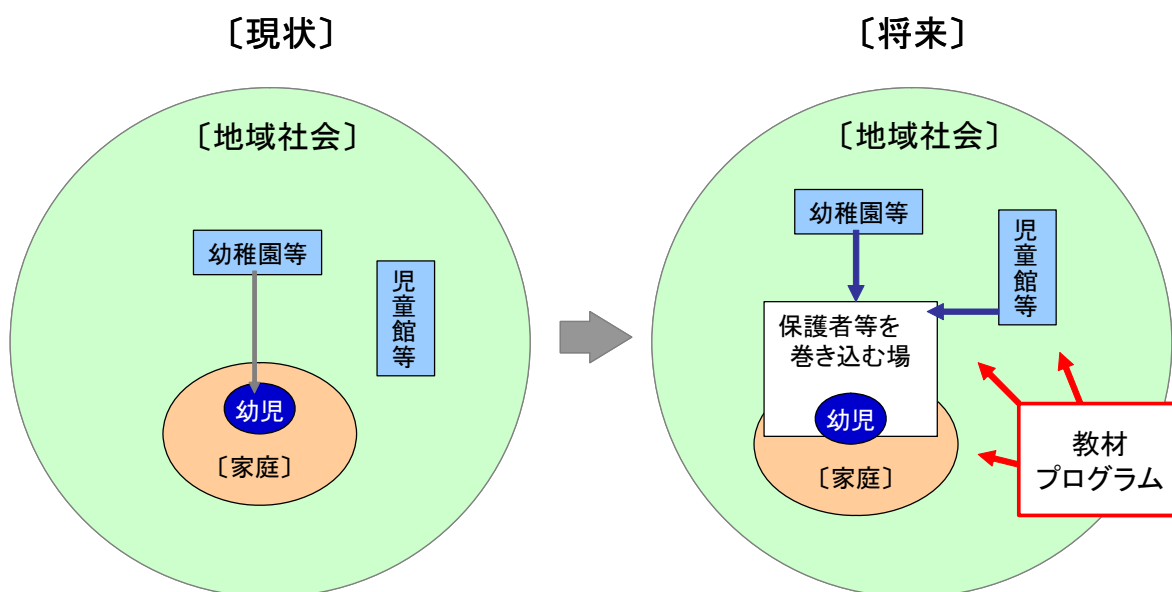 〔現状〕
〔地域社会〕
幼稚園等
児童館等
幼児
〔家庭〕
〔将来〕
〔地域社会〕
幼稚園等
児童館等
保護者等を
巻き込む場
幼児
〔家庭〕
教材
プログラム